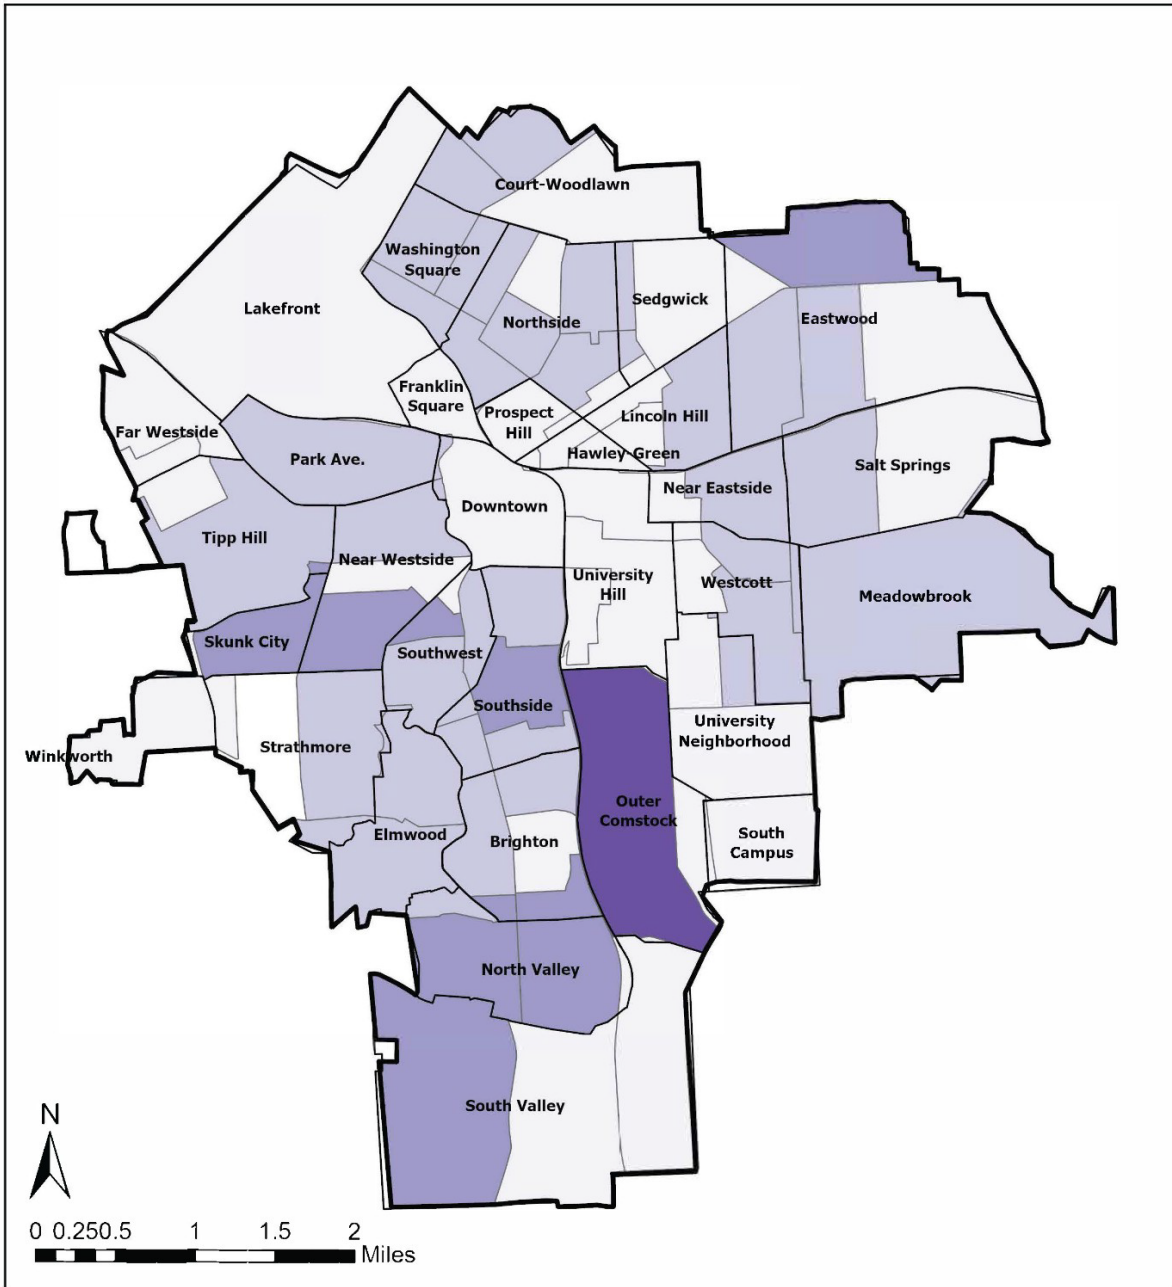 Court-Woodlawn
Washington
Square
Lakefront
Northside
Sedgwick
Eastwood
Franklin
Square
Prospect
Hill
Lincoln Hill
Far Westside
Park Ave.
Hawley-Green
Salt Springs
Near Eastside
Downtown
Tipp Hill
Near Westside
University
Hill
Westcott
Meadowbrook
Skunk City
Southwest
Southside
University
Neighborhood
Winkworth
Strathmore
Outer
Comstock
Elmwood
Brighton
South
Campus
North Valley
South Valley
N
0 0.250.5 1 1.5 2
Miles